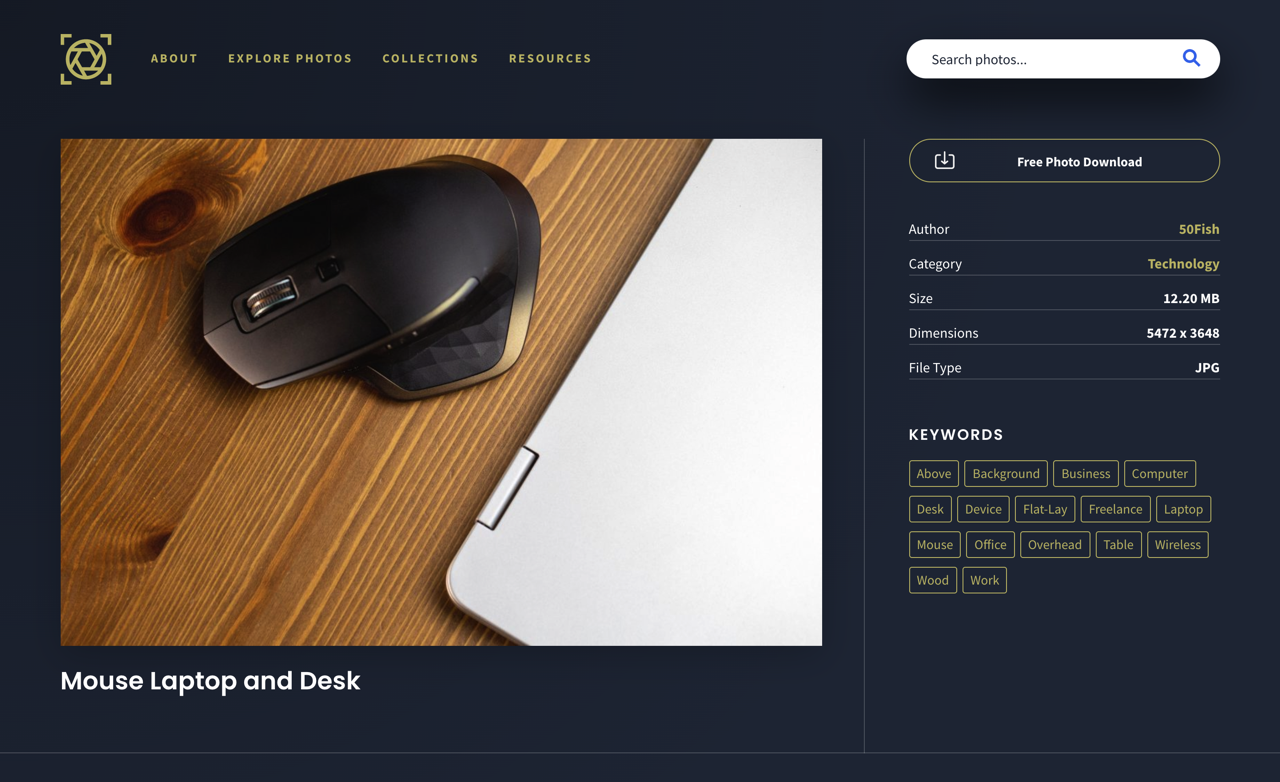 ABOUT EXPLORE PHOTOS COLLECTIONS RESOURCES
Search photos...
Free Photo Download
Author 50Fish
Category Technology
Size 12.20 MB
Dimensions 5472 x 3648
File Type JPG
KEYWORDS
Above Background Business Computer
Desk Device Flat-Lay Freelance Laptop
Mouse Office Overhead Table Wireless
Wood Work
Mouse Laptop and Desk